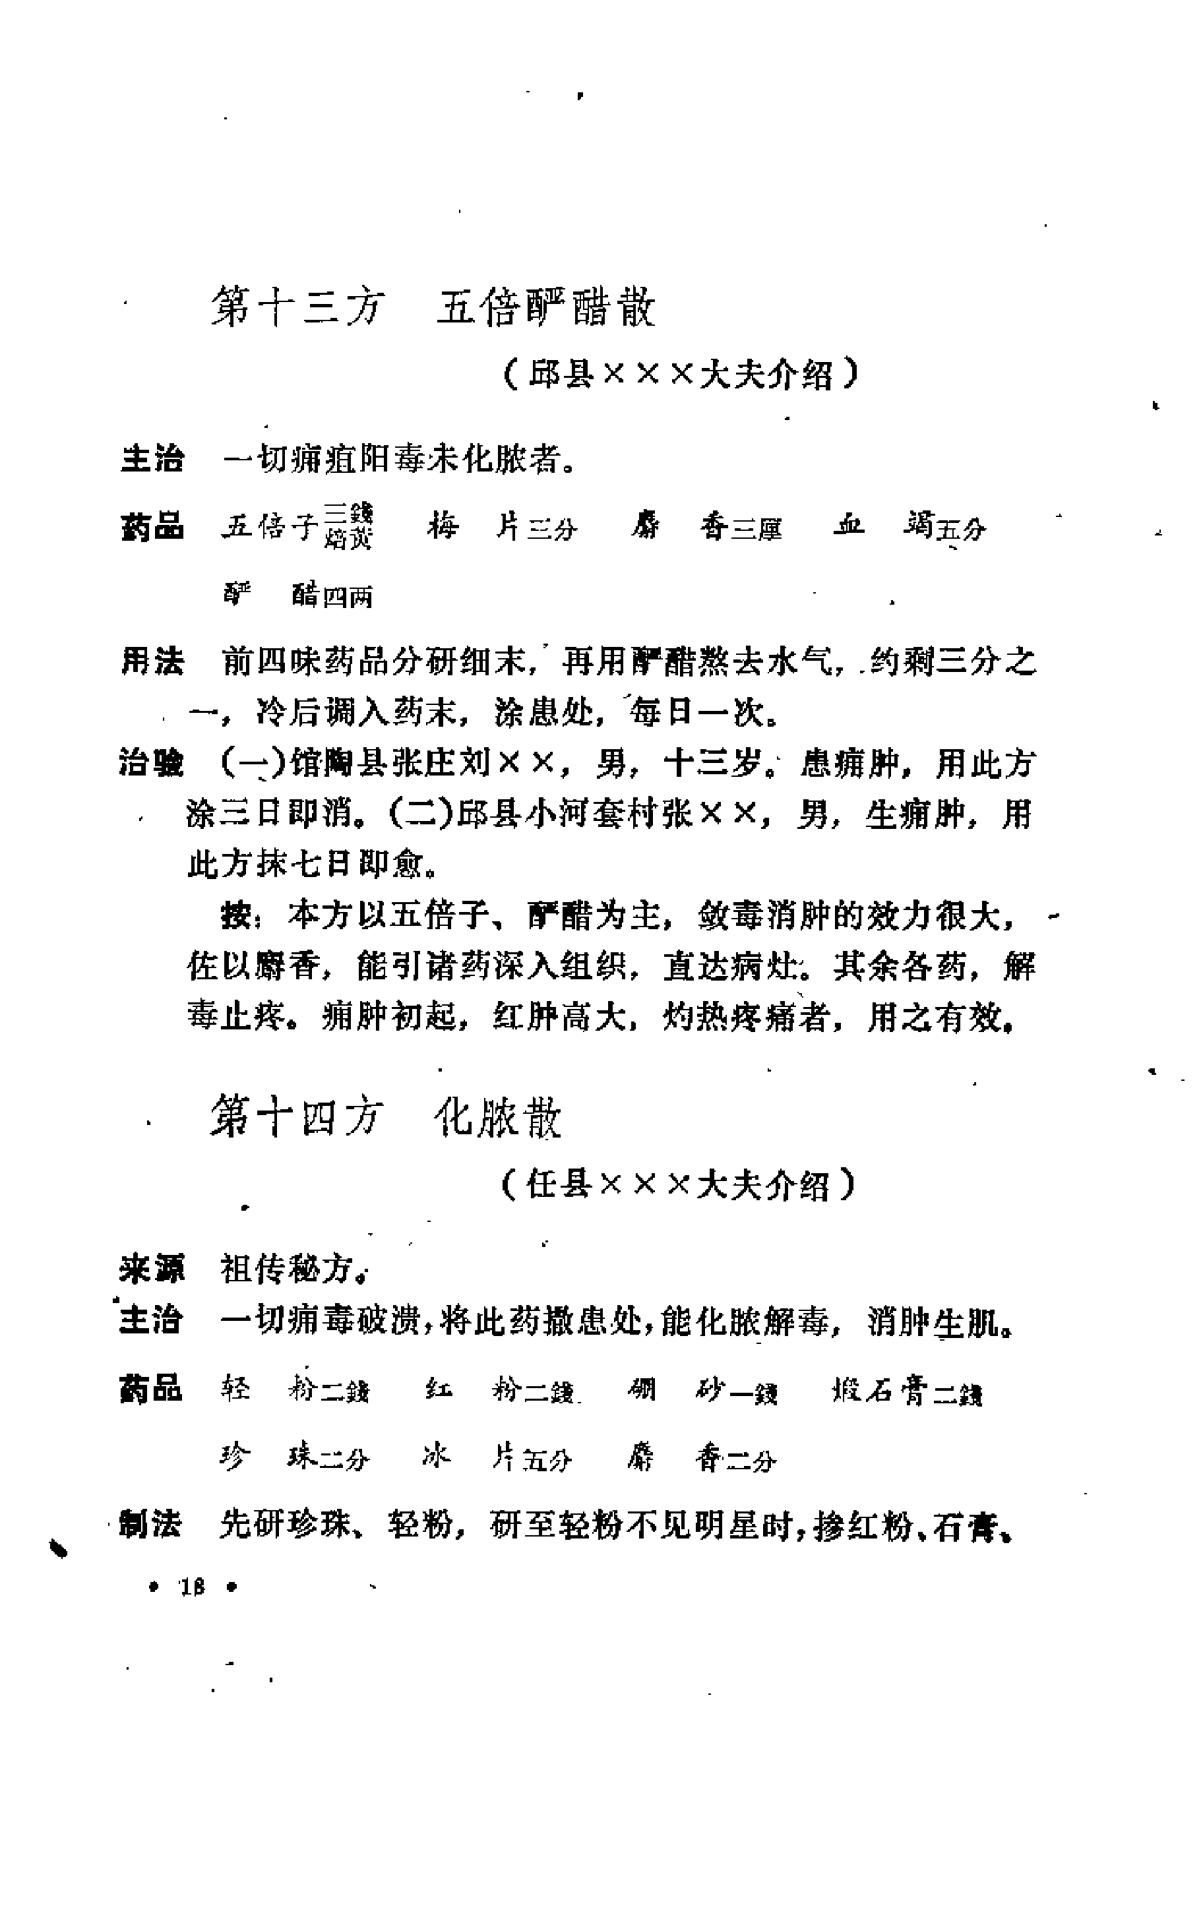 第十三方　五倍酽醋散
（邱县×××大夫介绍）
主治　一切痈疽阳毒未化脓者。
药品　五倍子三錢焙黄　梅　片三分　麝　香三厘　血　竭五分
酽　醋四两
用法　前四味药品分研细末，再用酽醋熬去水气，约剩三分之
一，冷后调入药末，涂患处，每日一次。
治验　（一）馆陶县张庄刘××，男，十三岁。患痈肿，用此方
涂三日即消。（二）邱县小河套村张××，男，生痈肿，用
此方抹七日即愈。
按：本方以五倍子、酽醋为主，敛毒消肿的效力很大，
佐以麝香，能引诸药深入组织，直达病灶。其余各药，解
毒止疼。痈肿初起，红肿高大，灼热疼痛者，用之有效。
第十四方　化脓散
（任县×××大夫介绍）
来源　祖传秘方。
主治　一切痈毒破溃，将此药撒患处，能化脓解毒，消肿生肌。
药品　轻　粉二錢　红　粉二錢　硼　砂一錢　煅石膏二錢
珍　珠二分　冰　片五分　麝　香二分
制法　先研珍珠、轻粉，研至轻粉不见明星时，掺红粉、石膏、
• 18 •